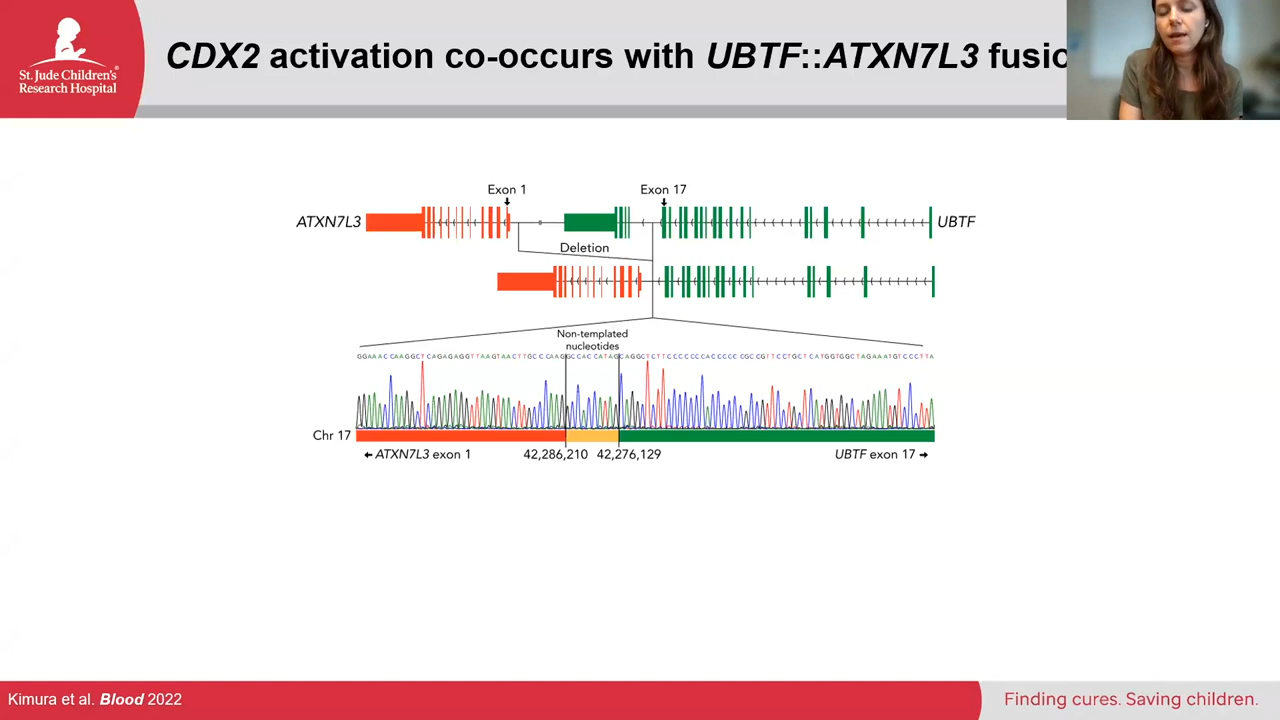 St. Jude Children's
Research Hospital
®
CDX2 activation co-occurs with UBTF::ATXN7L3
Exon 1
Exon 17
ATXN7L3
UBTF
Deletion
Non-templated
nucleotides
Chr 17
← ATXN7L3 exon 1
42,286,210
42,276,129
UBTF exon 17 →
Kimura et al. Blood 2022
Finding cures. Saving children.